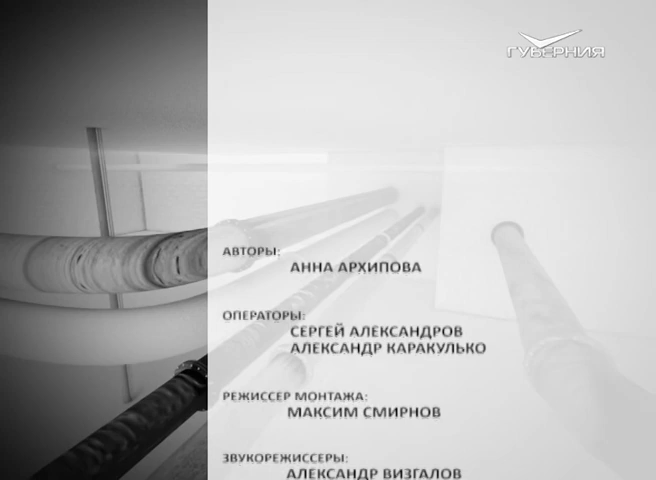 ГУБЕРНИЯ
АВТОРЫ:
АННА АРХИПОВА
ОПЕРАТОРЫ:
СЕРГЕЙ АЛЕКСАНДРОВ
АЛЕКСАНДР КАРАКУЛЬКО
РЕЖИССЕР МОНТАЖА:
МАКСИМ СМИРНОВ
ЗВУКОРЕЖИССЕРЫ:
АЛЕКСАНДР ВИЗГАЛОВ